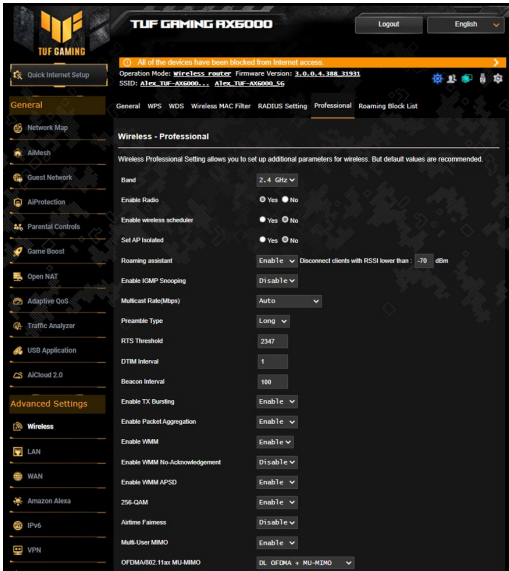 TUF GAMING AX6000
Logout
English
TUF GAMING
All of the devices have been blocked from Internet access.
Quick Internet Setup
Operation Mode: Wireless router Firmware Version: 3.0.0.4.388_31931
SSID: Alex_TUF-AX6000... Alex_TUF-AX6000_5G
General
General WPS WDS Wireless MAC Filter RADIUS Setting Professional Roaming Block List
Network Map
AiMesh
Guest Network
AiProtection
Parental Controls
Game Boost
Open NAT
Adaptive QoS
Traffic Analyzer
USB Application
AiCloud 2.0
Advanced Settings
Wireless
LAN
WAN
Amazon Alexa
IPv6
VPN
Wireless - Professional
Wireless Professional Setting allows you to set up additional parameters for wireless. But default values are recommended.
Band 2.4 GHz
Enable Radio Yes No
Enable wireless scheduler Yes No
Set AP Isolated Yes No
Roaming assistant Enable Disconnect clients with RSSI lower than : -70 dBm
Enable IGMP Snooping Disable
Multicast Rate(Mbps) Auto
Preamble Type Long
RTS Threshold 2347
DTIM Interval 1
Beacon Interval 100
Enable TX Bursting Enable
Enable Packet Aggregation Enable
Enable WMM Enable
Enable WMM No-Acknowledgement Disable
Enable WMM APSD Enable
256-QAM Enable
Airtime Fairness Disable
Multi-User MIMO Enable
OFDMA/802.11ax MU-MIMO DL OFDMA + MU-MIMO